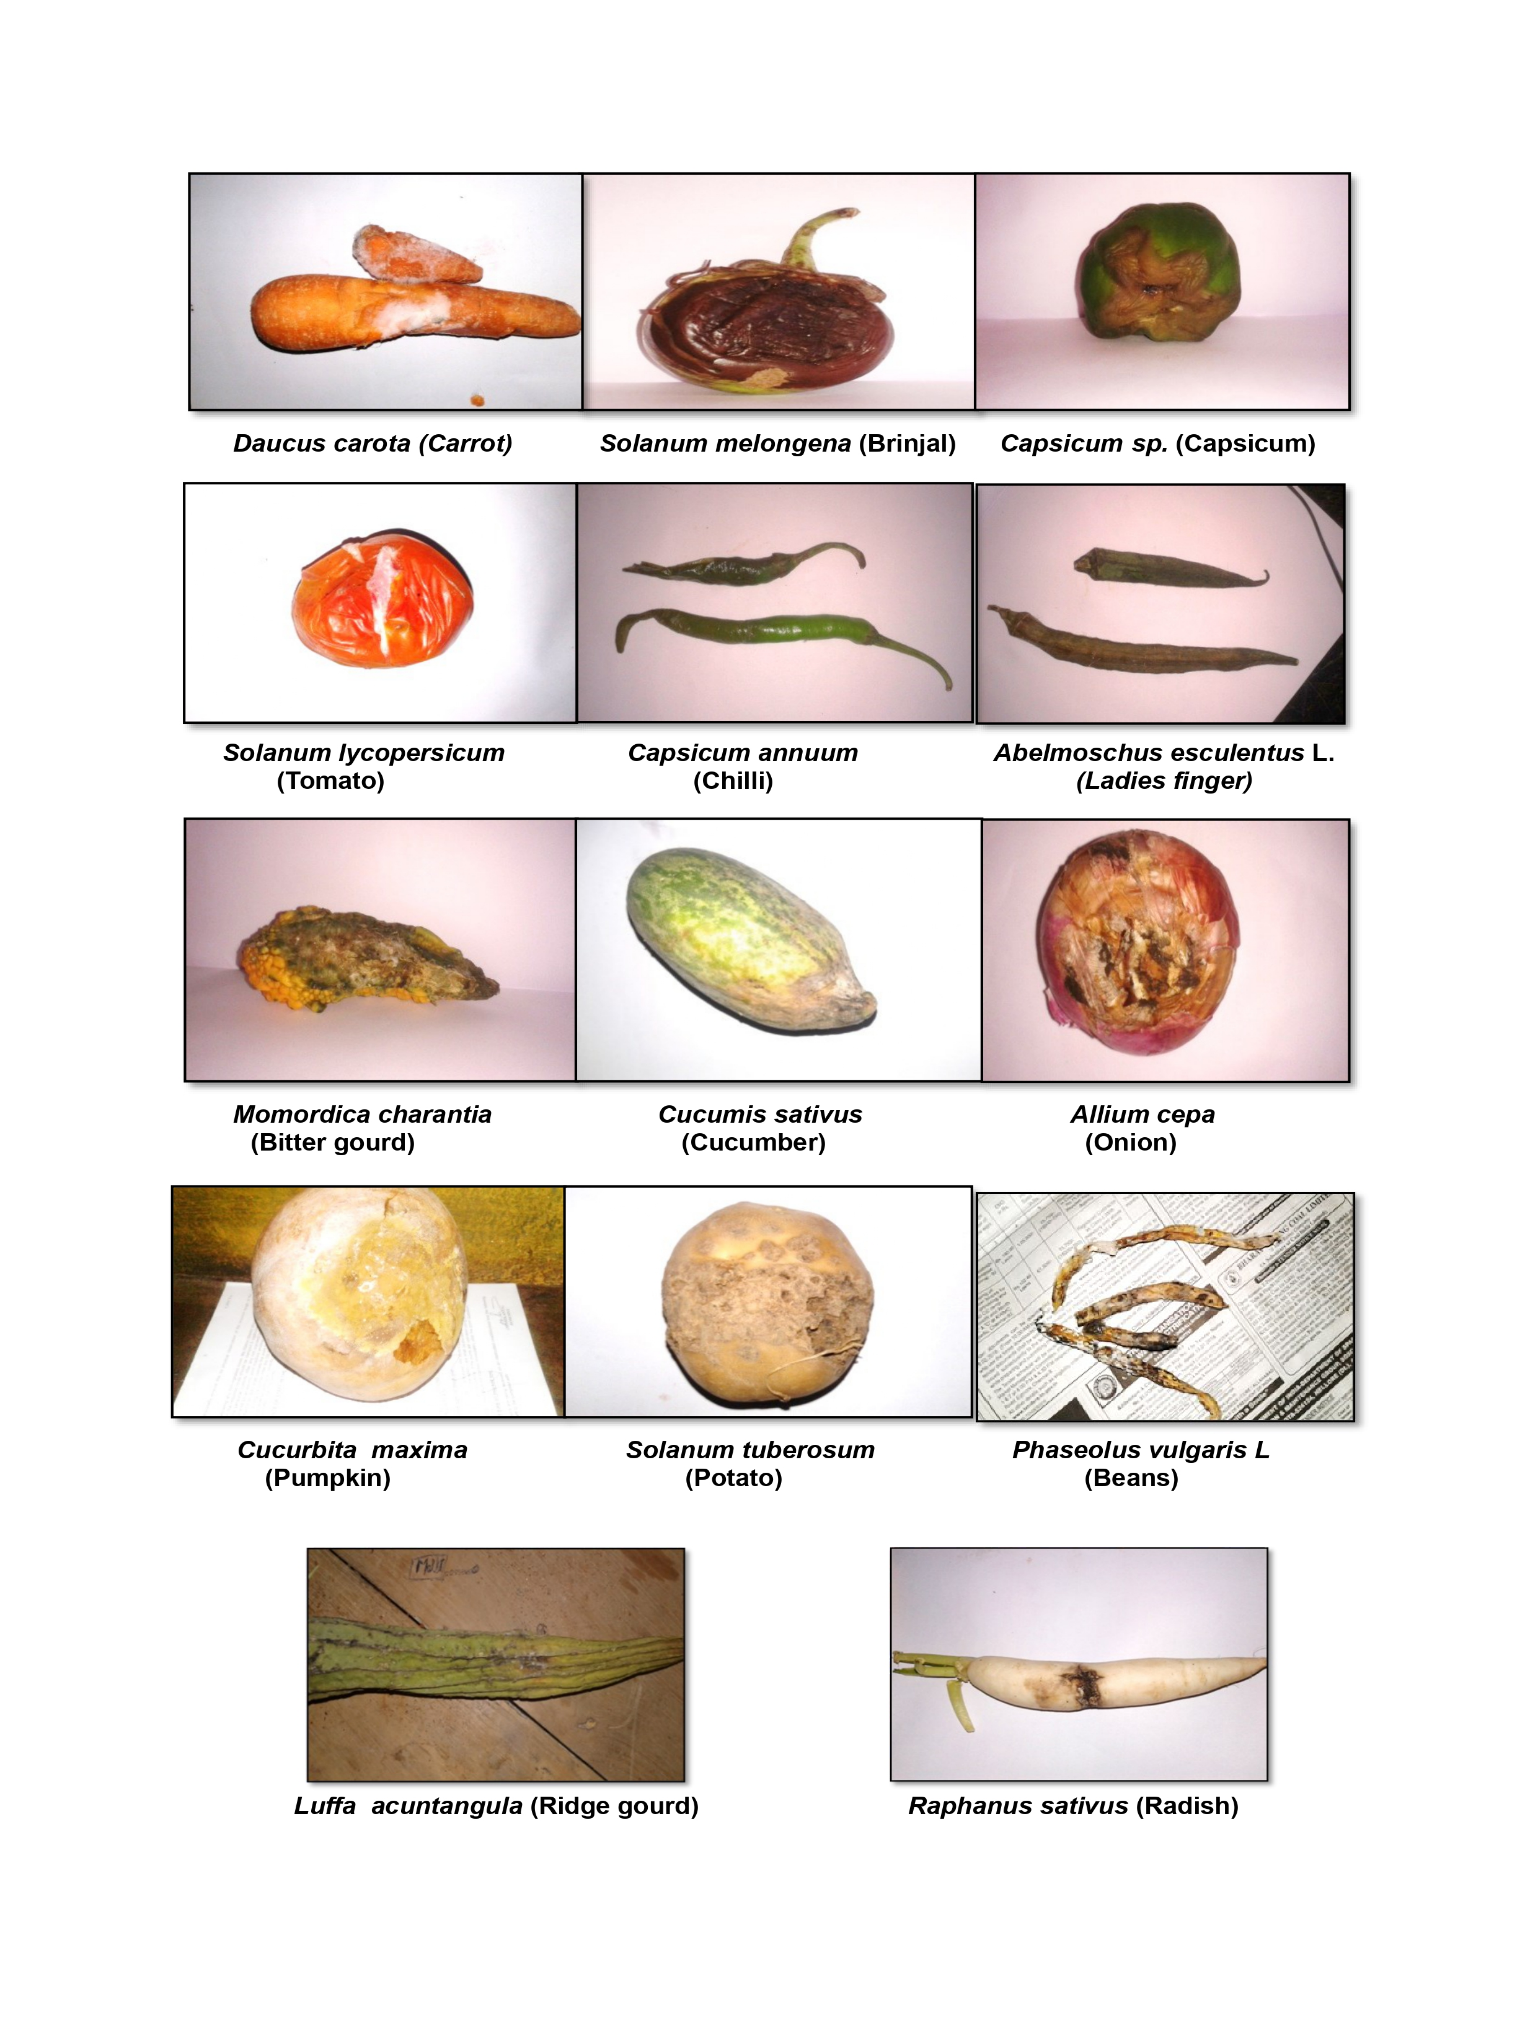 Daucus carota (Carrot)
Solanum melongena (Brinjal)
Capsicum sp. (Capsicum)
Solanum lycopersicum
(Tomato)
Capsicum annuum
(Chilli)
Abelmoschus esculentus L.
(Ladies finger)
Momordica charantia
(Bitter gourd)
Cucumis sativus
(Cucumber)
Allium cepa
(Onion)
COAL LIMITED
Cucurbita maxima
(Pumpkin)
Solanum tuberosum
(Potato)
Phaseolus vulgaris L
(Beans)
Luffa acuntangula (Ridge gourd)
Raphanus sativus (Radish)